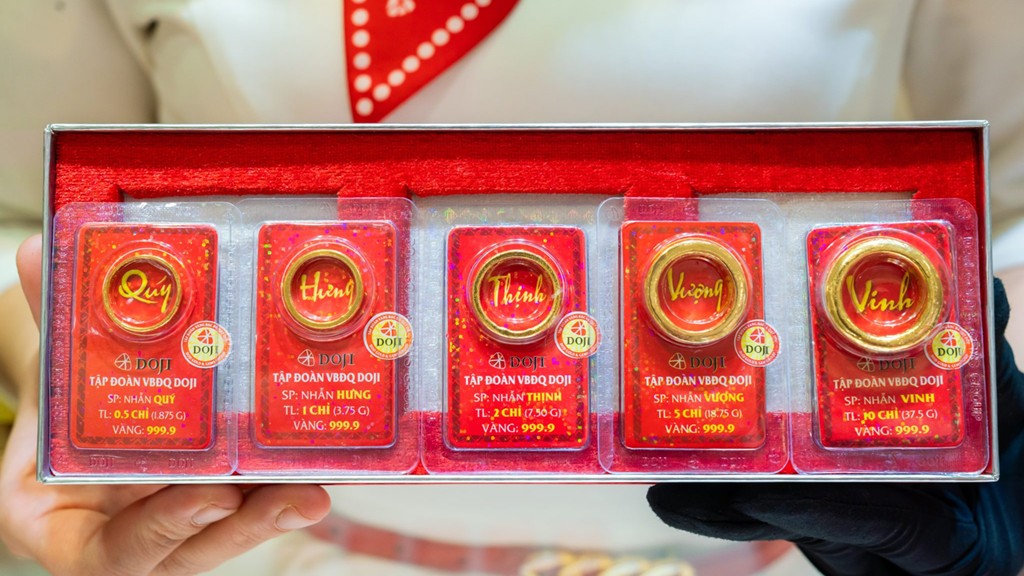 Quý
DOJI
DOJI
TẬP ĐOÀN VBĐQ DOJI
SP: NHẪN QUÝ
TL: 0.5 CHỈ (1.875 G)
VÀNG: 999.9
Hưng
DOJI
DOJI
TẬP ĐOÀN VBĐQ DOJI
SP: NHẪN HƯNG
TL: 1 CHỈ (3,75 G)
VÀNG: 999.9
Thịnh
DOJI
DOJI
TẬP ĐOÀN VBĐQ DOJI
SP: NHẪN THỊNH
TL: 2 CHỈ (7,50 G)
VÀNG: 999.9
Vượng
DOJI
DOJI
TẬP ĐOÀN VBĐQ DOJI
SP: NHẪN VƯỢNG
TL: 5 CHỈ (18,75 G)
VÀNG: 999.9
Vinh
DOJI
DOJI
TẬP ĐOÀN VBĐQ DOJI
SP: NHẪN VINH
TL: 10 CHỈ (37.5 G)
VÀNG: 999.9